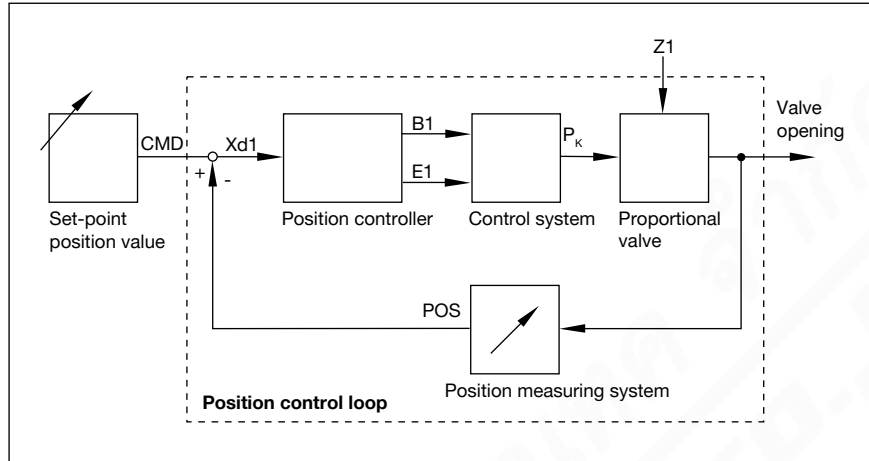 Z1
Valve
opening
CMD
Xd1
B1
E1
P_K
+
-
Set-point
position value
Position controller
Control system
Proportional
valve
POS
Position measuring system
Position control loop